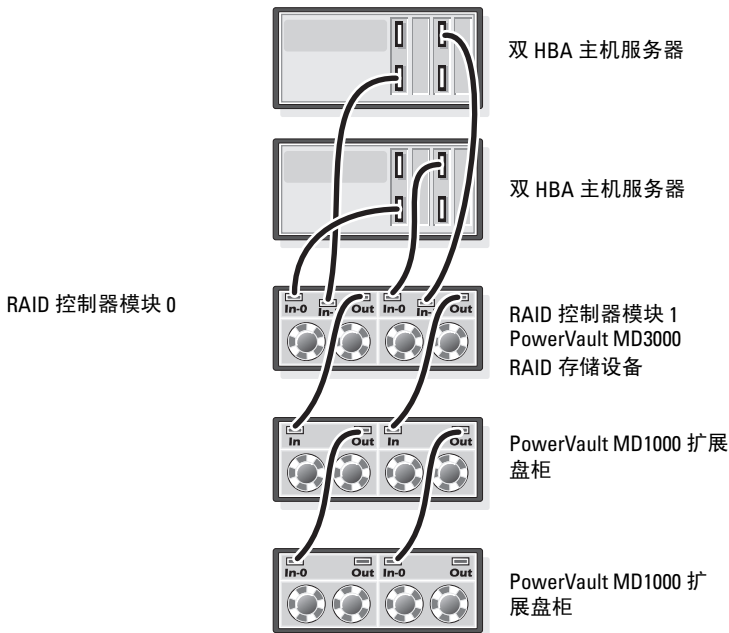 双 HBA 主机服务器
双 HBA 主机服务器
RAID 控制器模块 0
In-0 In- Out In-0 In- Out
RAID 控制器模块 1
PowerVault MD3000
RAID 存储设备
In Out In Out
PowerVault MD1000 扩展
盘柜
In-0 Out In-0 Out
PowerVault MD1000 扩
展盘柜